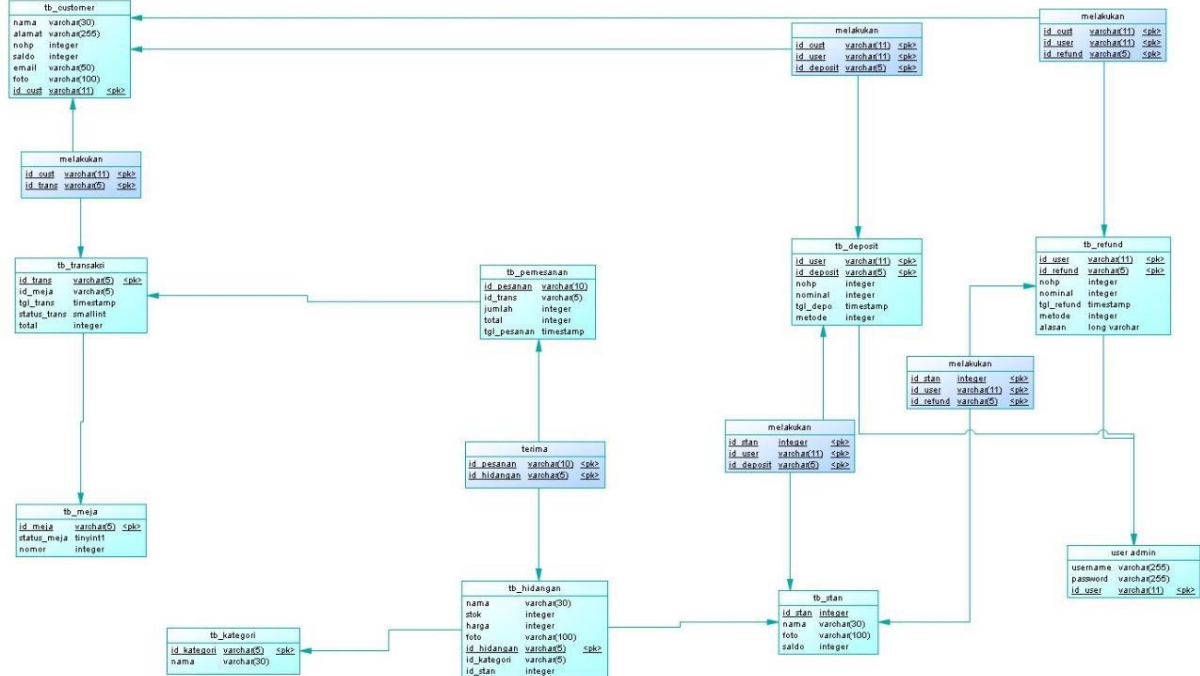 tb_customer
nama varchar(30)
alamat varchar(255)
nohp integer
saldo integer
email varchar(50)
foto varchar(100)
id_cust varchar(11) <pk>
melakukan
id_cust varchar(11) <pk>
id_user varchar(11) <pk>
id_deposit varchar(5) <pk>
melakukan
id_cust varchar(11) <pk>
id_user varchar(11) <pk>
id_refund varchar(5) <pk>
melakukan
id_cust varchar(11) <pk>
id_trans varchar(5) <pk>
tb_transaksi
id_trans varchar(5) <pk>
id_meja varchar(5)
tgl_trans timestamp
status_trans smallint
total integer
tb_pemesanan
id_pesanan varchar(10)
id_trans varchar(5)
jumlah integer
total integer
tgl_pesanan timestamp
tb_deposit
id_user varchar(11) <pk>
id_deposit varchar(5) <pk>
nohp integer
nominal integer
tgl_depo timestamp
metode integer
tb_refund
id_user varchar(11) <pk>
id_refund varchar(5) <pk>
nohp integer
nominal integer
tgl_refund timestamp
metode integer
alasan long varchar
melakukan
id_stan integer <pk>
id_user varchar(11) <pk>
id_refund varchar(5) <pk>
melakukan
id_stan integer <pk>
id_user varchar(11) <pk>
id_deposit varchar(5) <pk>
terima
id_pesanan varchar(10) <pk>
id_hidangan varchar(5) <pk>
tb_meja
id_meja varchar(5) <pk>
status_meja tinyint1
nomor integer
user admin
username varchar(255)
password varchar(255)
id_user varchar(11) <pk>
tb_hidangan
nama varchar(30)
stok integer
harga integer
foto varchar(100)
id_hidangan varchar(5) <pk>
id_kategori varchar(5)
id_stan integer
tb_stan
id_stan integer
nama varchar(30)
foto varchar(100)
saldo integer
tb_kategori
id_kategori varchar(5) <pk>
nama varchar(30)